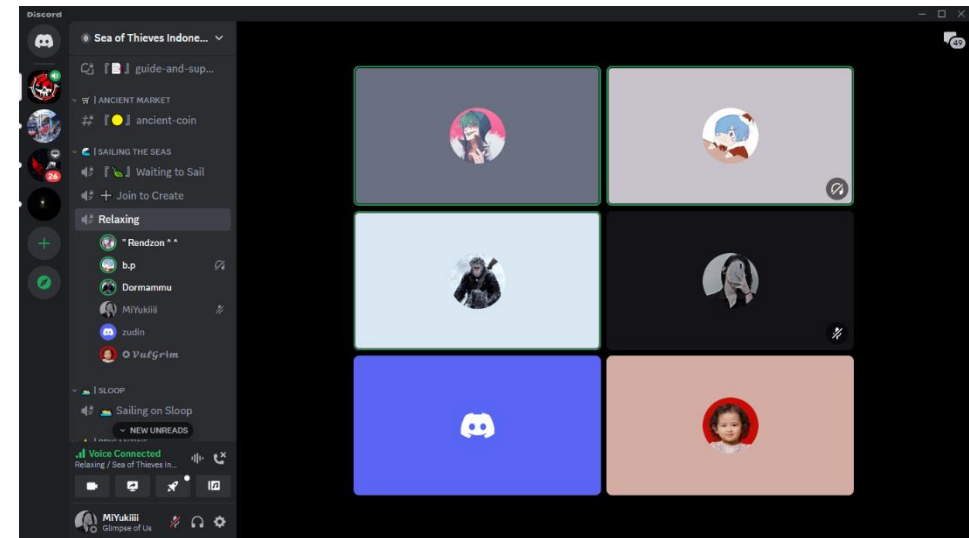 Discord
Sea of Thieves Indone...
49
『📑』guide-and-sup...
| ANCIENT MARKET
『🟡』ancient-coin
| SAILING THE SEAS
『🍃』Waiting to Sail
+ Join to Create
Relaxing
" Rendzon * *
b.p
Dormammu
MiYukiiii
zudin
✪ 𝓥𝓾𝓵𝓖𝓻𝓲𝓶
| SLOOP
Sailing on Sloop
NEW UNREADS
26
Voice Connected
Relaxing / Sea of Thieves In...
MiYukiiii
Glimpse of Us